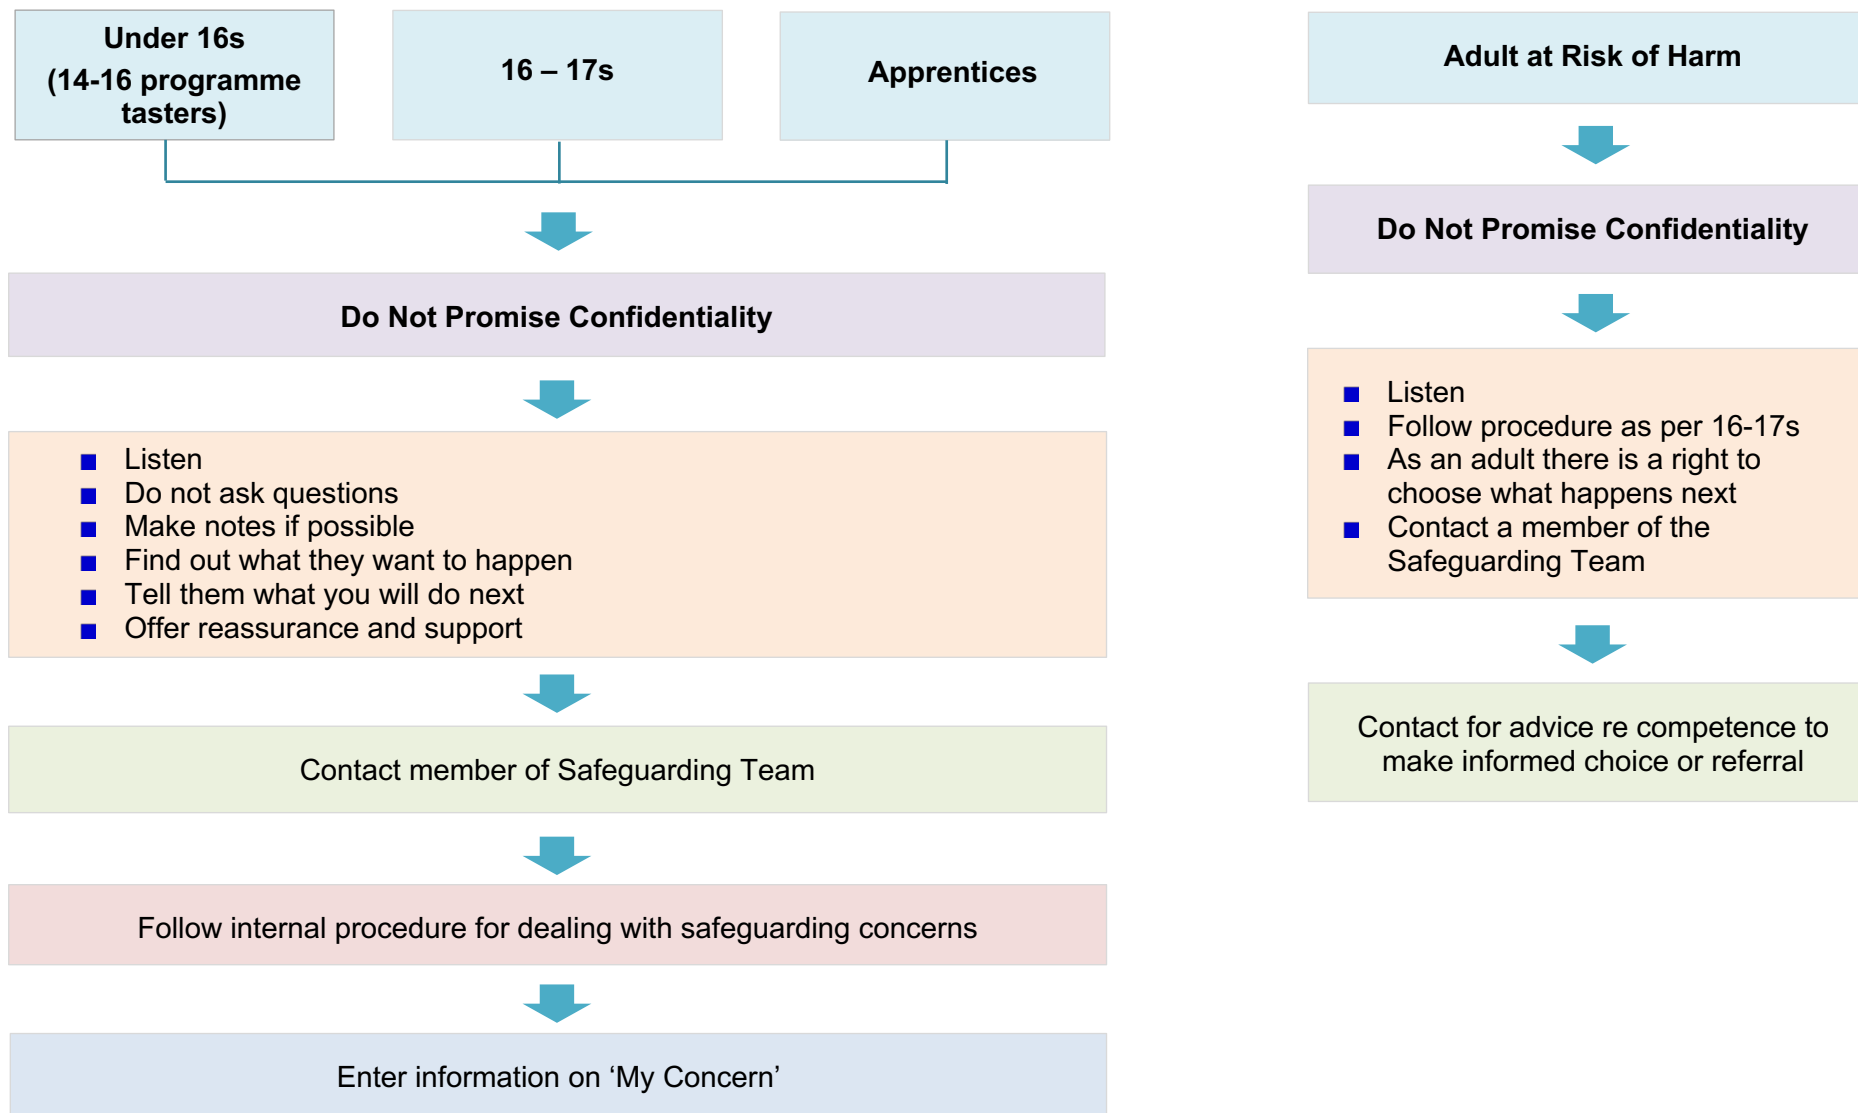 Under 16s
(14-16 programme
tasters)
16 – 17s
Apprentices
Do Not Promise Confidentiality
■ Listen
■ Do not ask questions
■ Make notes if possible
■ Find out what they want to happen
■ Tell them what you will do next
■ Offer reassurance and support
Contact member of Safeguarding Team
Follow internal procedure for dealing with safeguarding concerns
Enter information on ‘My Concern’
Adult at Risk of Harm
Do Not Promise Confidentiality
■ Listen
■ Follow procedure as per 16-17s
■ As an adult there is a right to
choose what happens next
■ Contact a member of the
Safeguarding Team
Contact for advice re competence to
make informed choice or referral